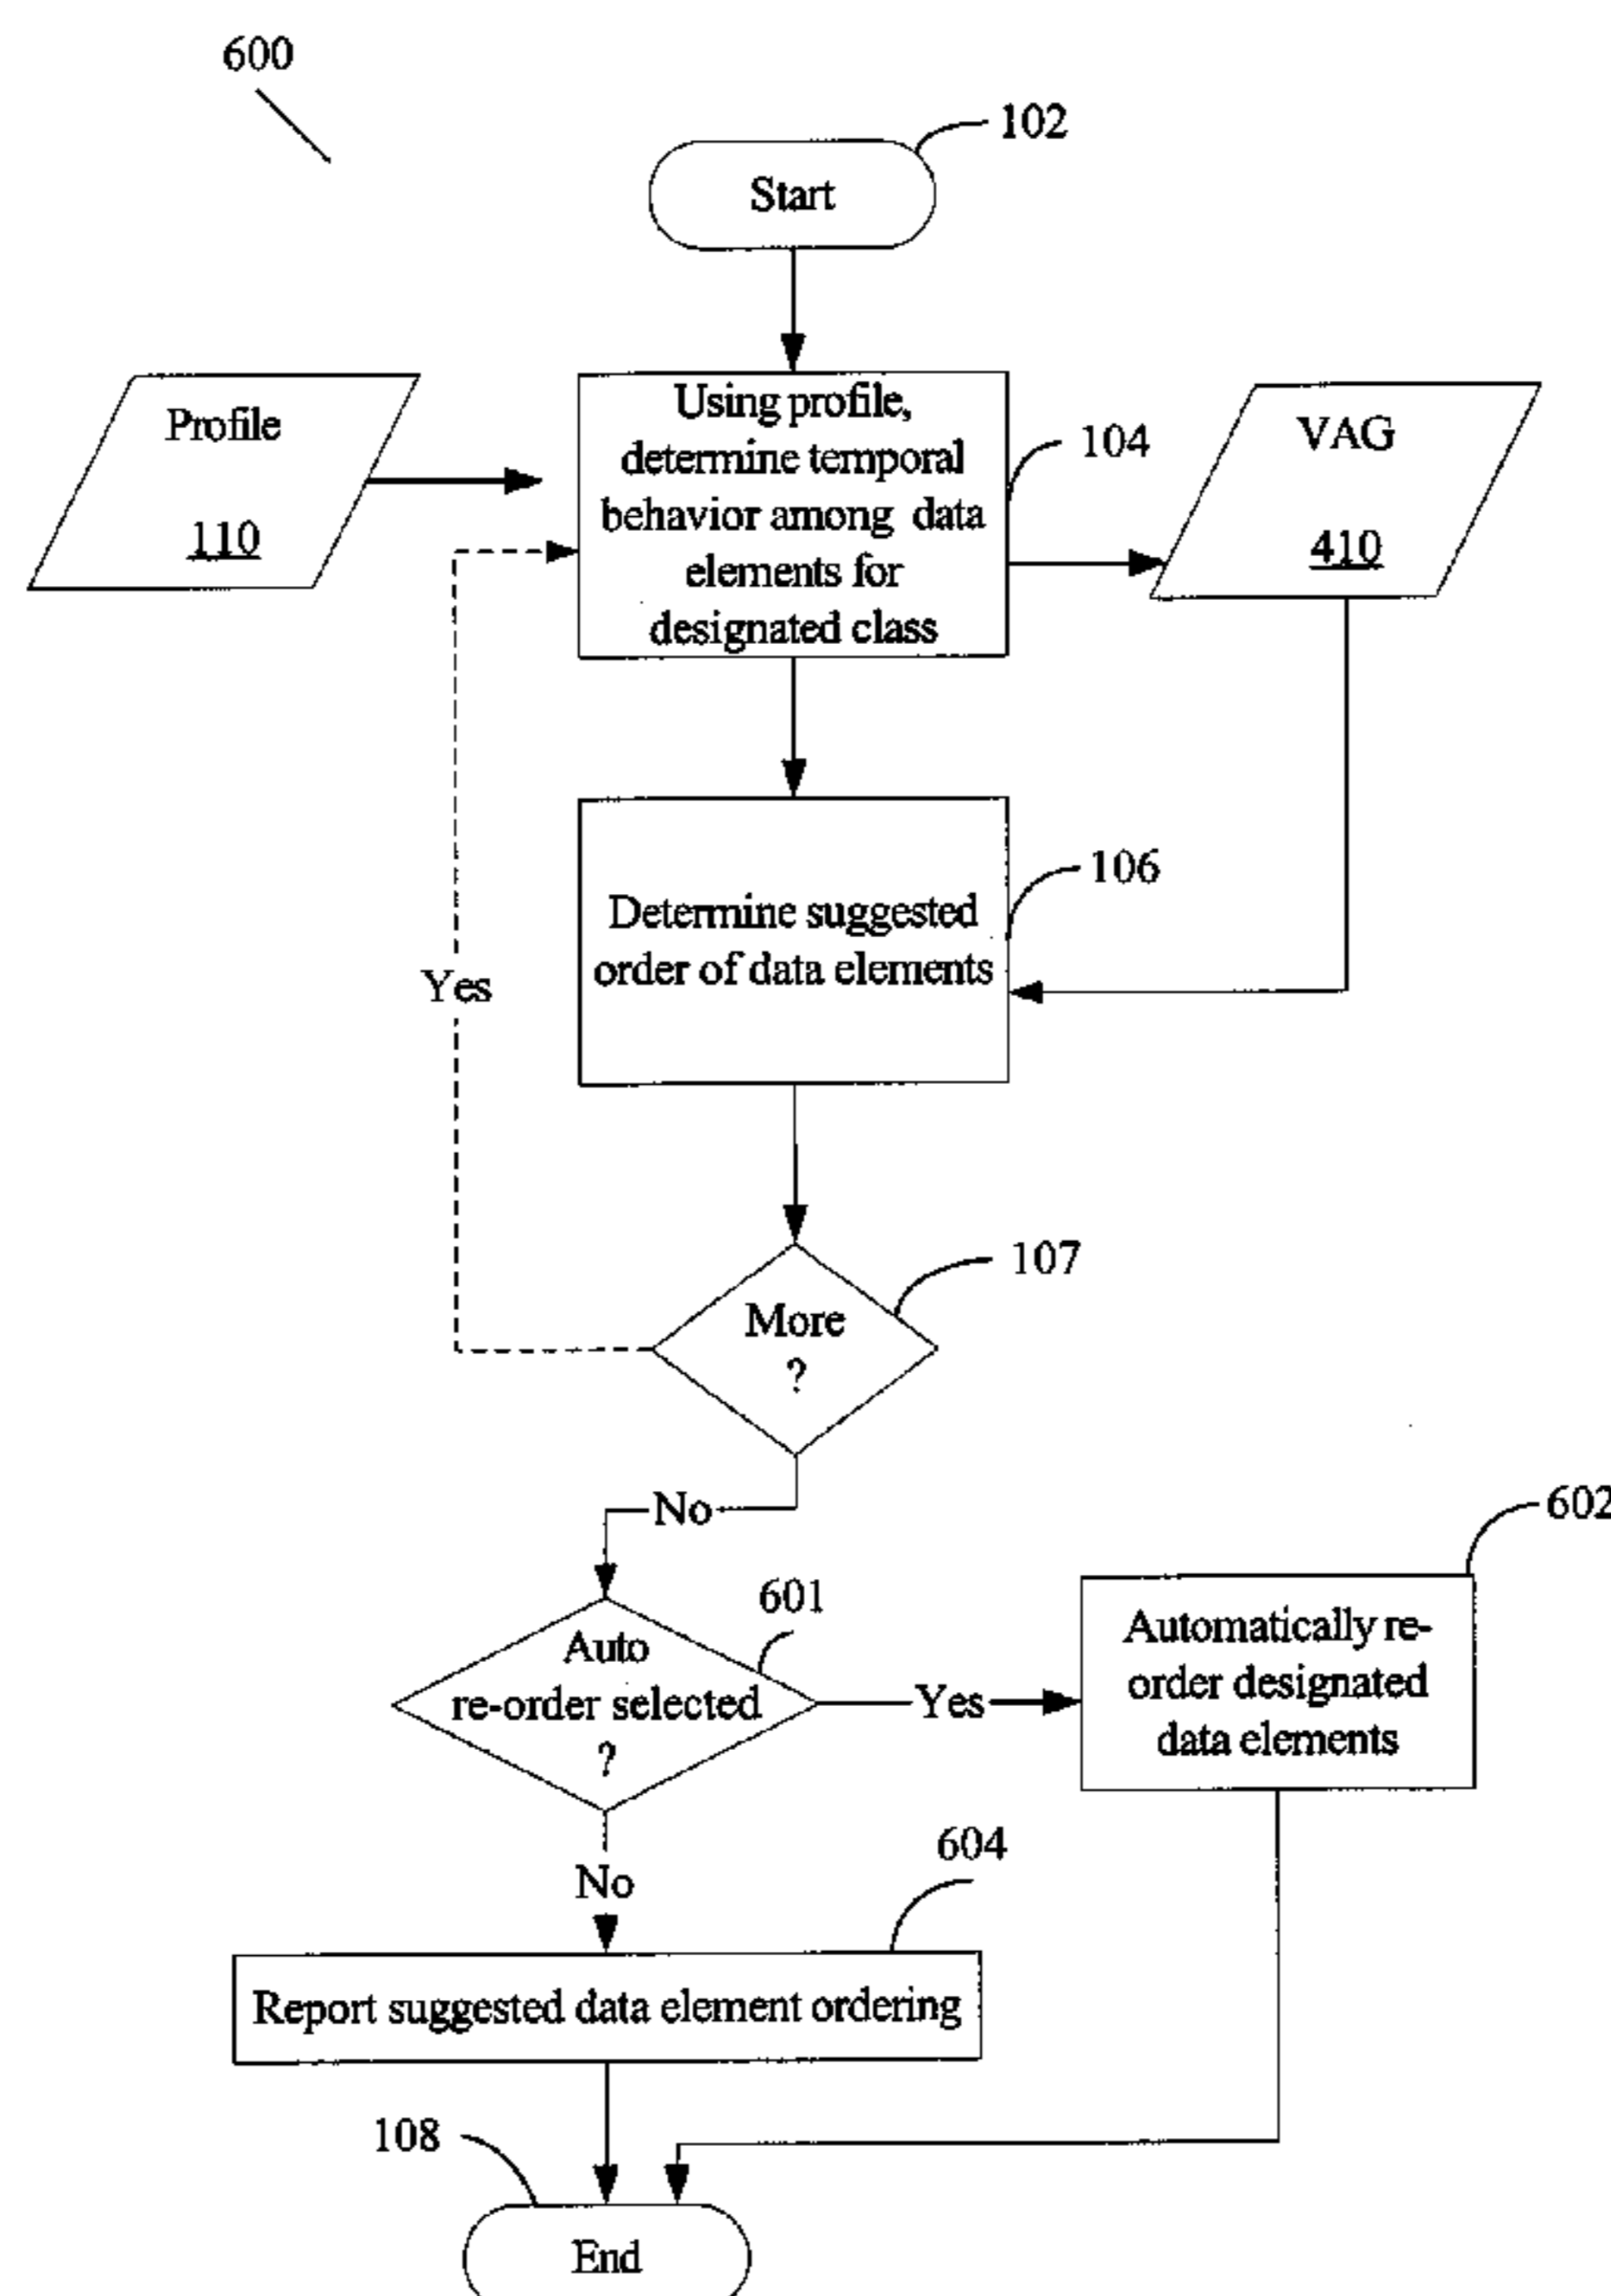 600
102
Start
Profile
110
Using profile,
determine temporal
behavior among data
elements for
designated class
104
VAG
410
106
Determine suggested
order of data elements
Yes
107
More
?
No
602
601
Auto
re-order selected
?
Yes
Automatically re-
order designated
data elements
604
No
Report suggested data element ordering
108
End